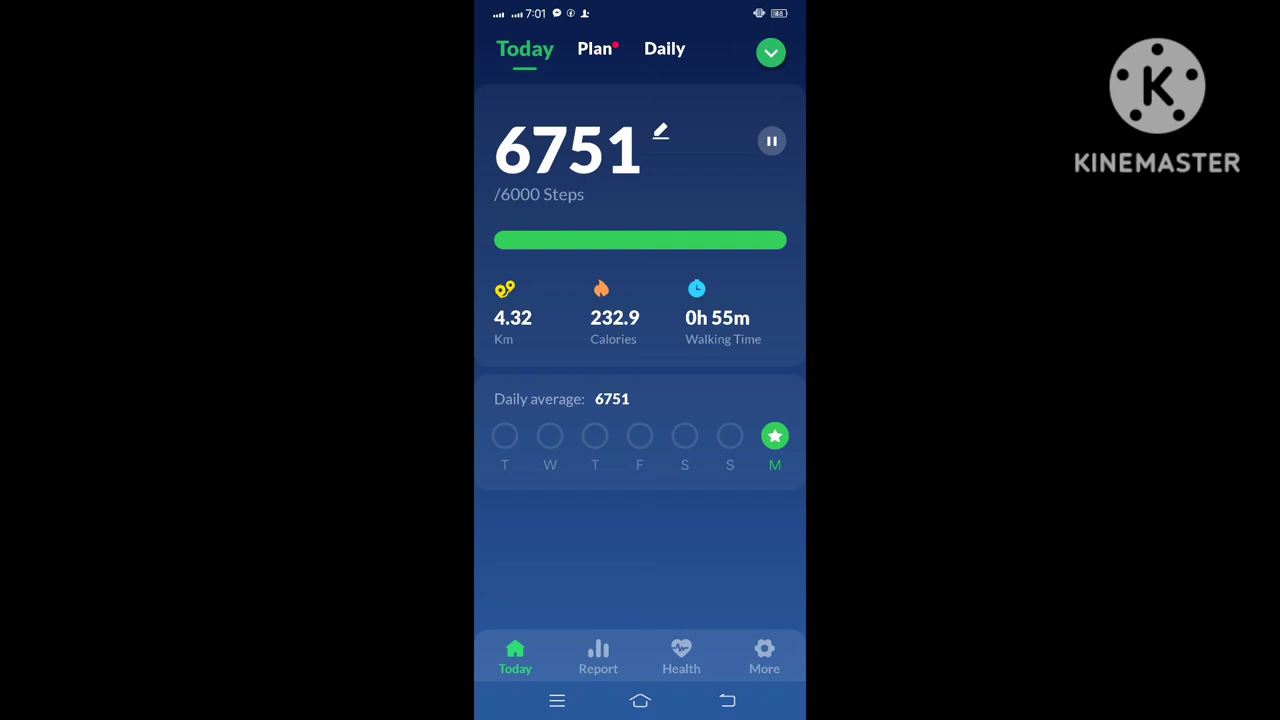 7:01
48
Today Plan Daily
6751
/6000 Steps
4.32 232.9 0h 55m
Km Calories Walking Time
Daily average: 6751
T W T F S S M
Today Report Health More
K
KINEMASTER